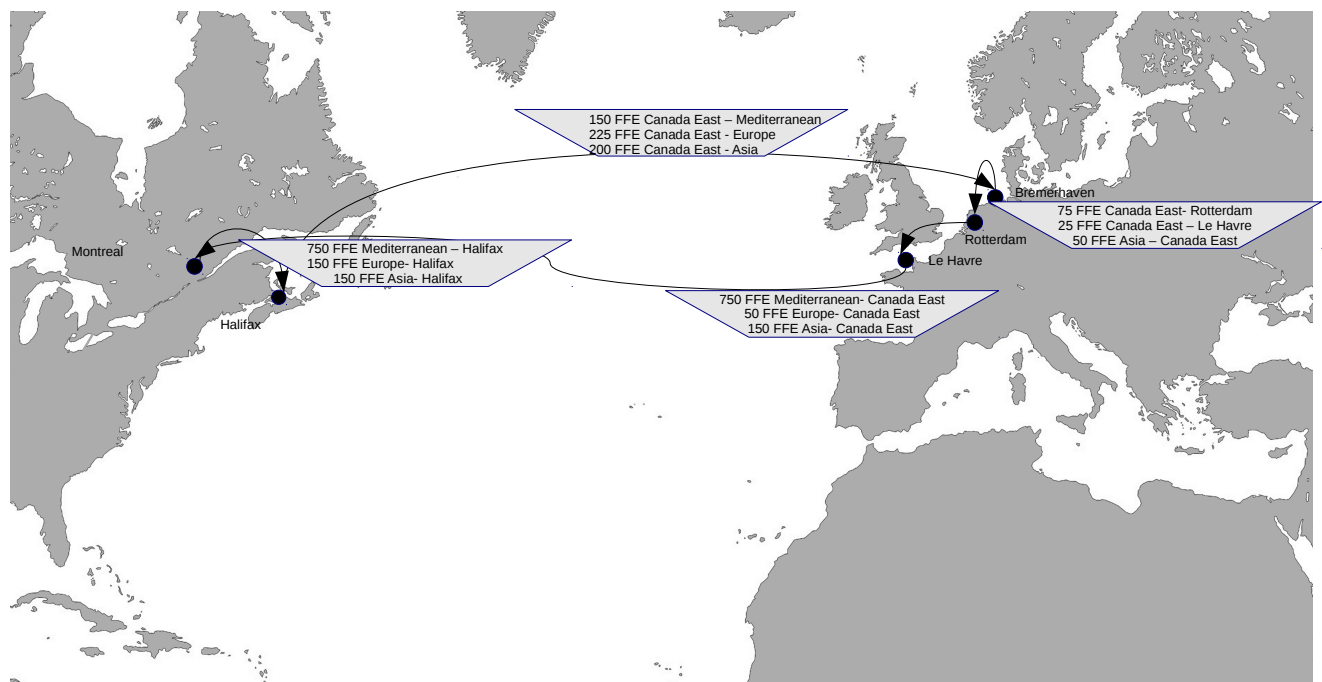 150 FFE Canada East – Mediterranean
225 FFE Canada East - Europe
200 FFE Canada East - Asia
Bremerhaven
75 FFE Canada East- Rotterdam
25 FFE Canada East – Le Havre
50 FFE Asia – Canada East
Rotterdam
Le Havre
Montreal
750 FFE Mediterranean – Halifax
150 FFE Europe- Halifax
150 FFE Asia- Halifax
Halifax
750 FFE Mediterranean- Canada East
50 FFE Europe- Canada East
150 FFE Asia- Canada East